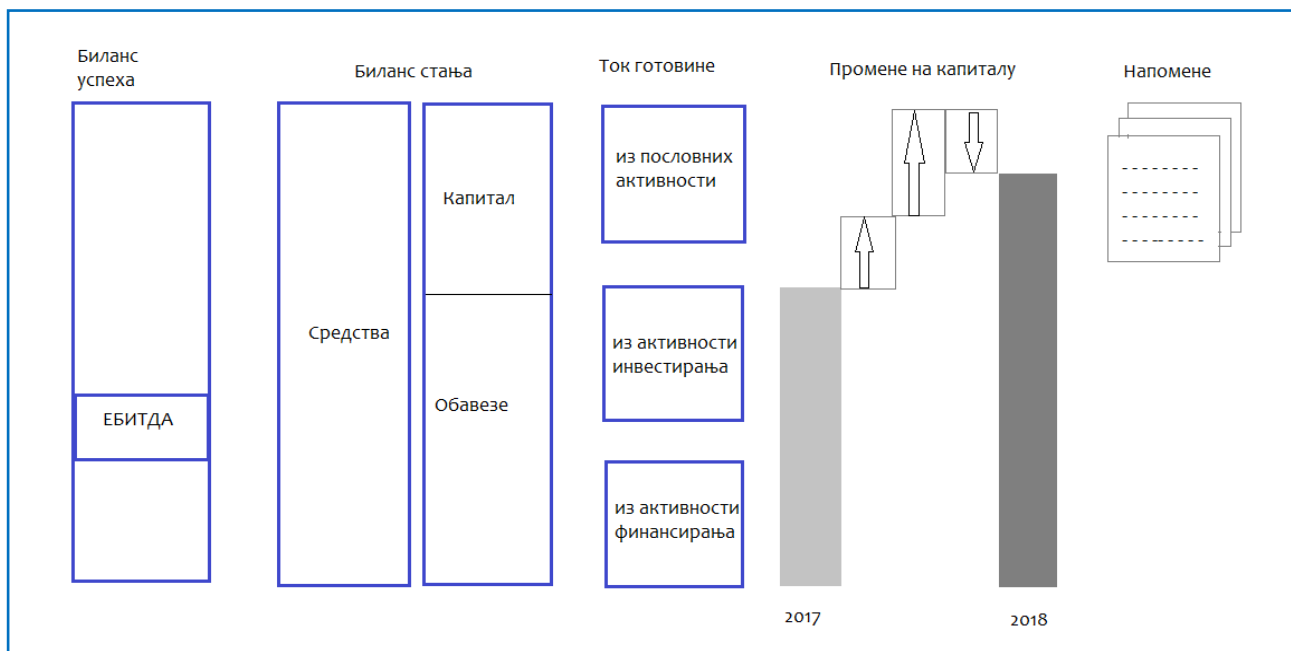 Биланс
успеха
Биланс стања
Ток готовине
Промене на капиталу
Напомене
ЕБИТДА
Средства
Капитал
Обавезе
из пословних
активности
из активности
инвестирања
из активности
финансирања
2017
2018